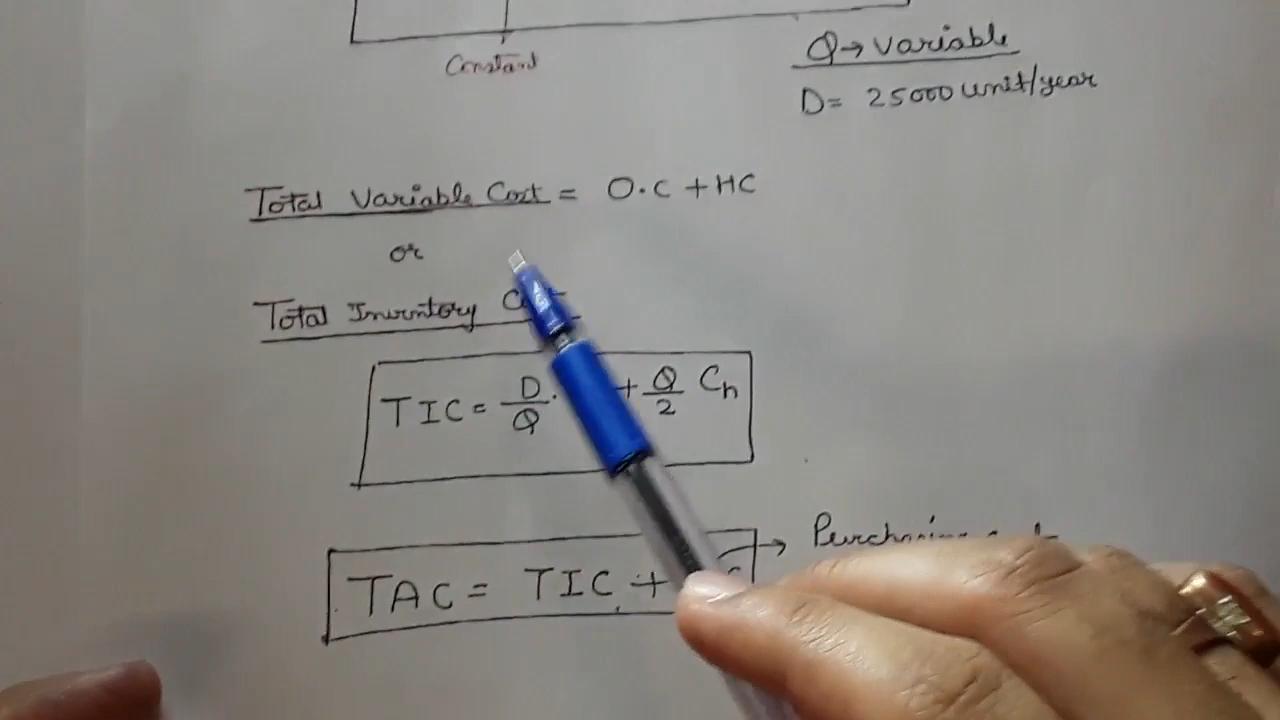 Constant
Q → Variable
D = 25000 unit/year
Total Variable Cost = O.C + HC
or
Total Inventory
TIC = D/Q . + Q/2 Ch
TAC = TIC +
→